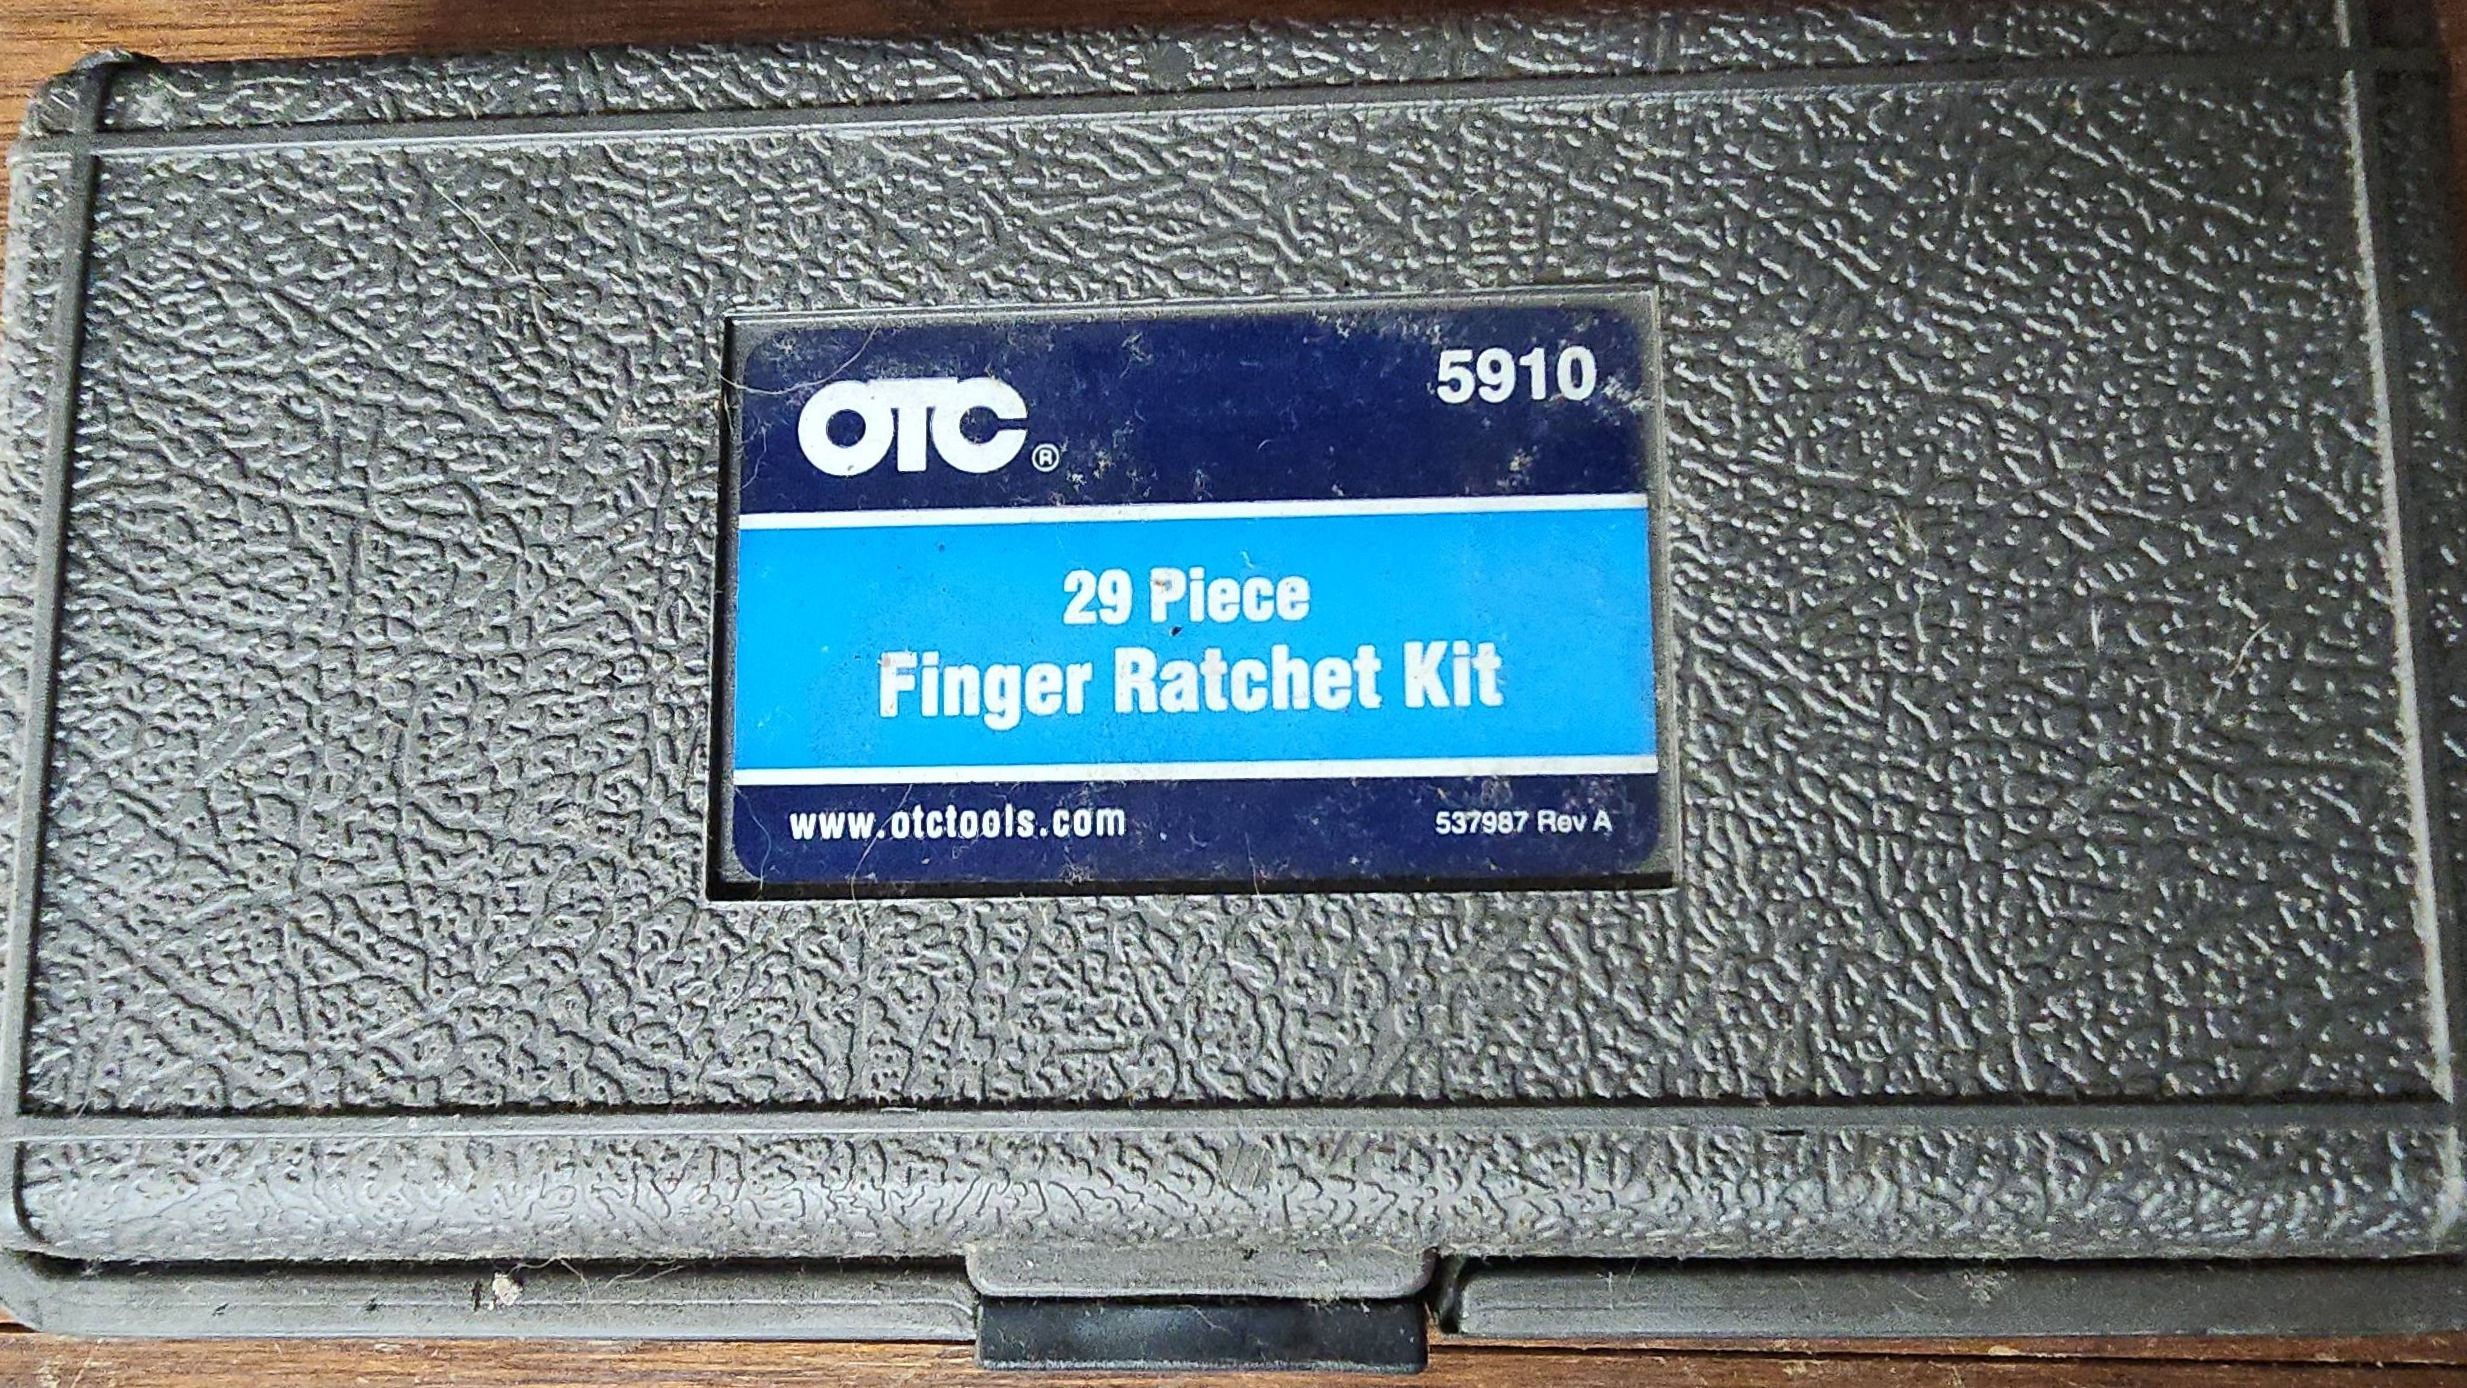 OTC®
5910
29 Piece
Finger Ratchet Kit
www.otctools.com
537987 Rev A